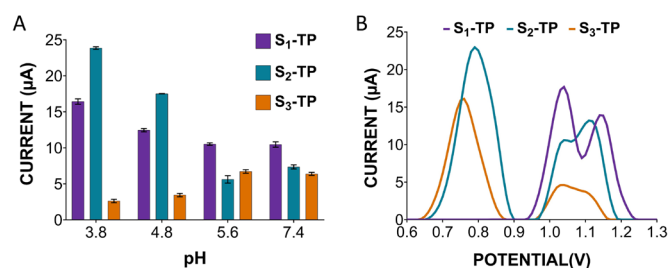 A
S₁-TP
S₂-TP
S₃-TP
CURRENT (µA)
25
20
15
10
5
0
3.8 4.8 5.6 7.4
pH
B
S₁-TP S₂-TP S₃-TP
CURRENT (µA)
25
20
15
10
5
0
0.6 0.7 0.8 0.9 1.0 1.1 1.2 1.3
POTENTIAL(V)